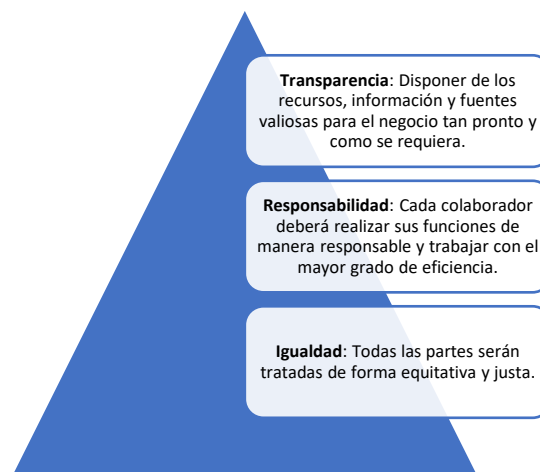 Transparencia: Disponer de los
recursos, información y fuentes
valiosas para el negocio tan pronto y
como se requiera.
Responsabilidad: Cada colaborador
deberá realizar sus funciones de
manera responsable y trabajar con el
mayor grado de eficiencia.
Igualdad: Todas las partes serán
tratadas de forma equitativa y justa.